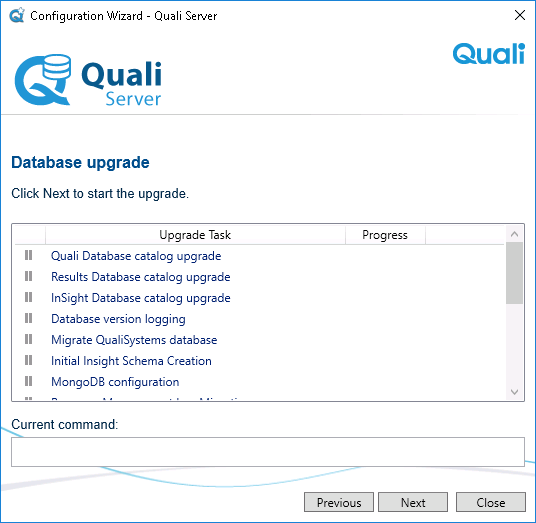 Configuration Wizard - Quali Server
Quali
Quali
Server
Database upgrade
Click Next to start the upgrade.
Upgrade Task Progress
Quali Database catalog upgrade
Results Database catalog upgrade
InSight Database catalog upgrade
Database version logging
Migrate QualiSystems database
Initial Insight Schema Creation
MongoDB configuration
Current command:
Previous Next Close